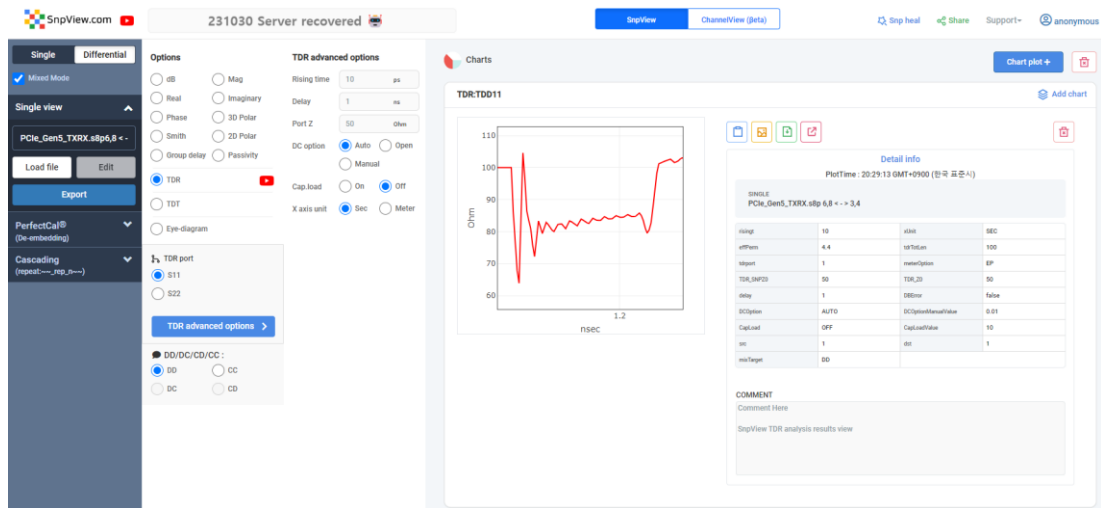 SnpView.com
231030 Server recovered
SnpView
ChannelView (Beta)
Snp heal
Share
Support
anonymous
Single
Differential
Mixed Mode
Single view
PCIe_Gen5_TXRX.s8p6,8 < -
Load file
Edit
Export
PerfectCal®
(De-embedding)
Cascading
(repeat:~~_rep_n~~)
Options
dB
Mag
Real
Imaginary
Phase
3D Polar
Smith
2D Polar
Group delay
Passivity
TDR
TDT
Eye-diagram
TDR port
S11
S22
TDR advanced options
DD/DC/CD/CC :
DD
CC
DC
CD
TDR advanced options
Rising time
10
ps
Delay
1
ns
Port Z
50
Ohm
DC option
Auto
Open
Manual
Cap.load
On
Off
X axis unit
Sec
Meter
Charts
Chart plot +
TDR:TDD11
Add chart
110
100
90
80
70
60
Ohm
1.2
nsec
Detail info
PlotTime : 20:29:13 GMT+0900 (한국 표준시)
SINGLE
PCIe_Gen5_TXRX.s8p 6,8 < - > 3,4
risingt 10 xUnit SEC
effPerm 4.4 tdrTotLen 100
tdrport 1 meterOption EP
TDR_SNPZ0 50 TDR_Z0 50
delay 1 DBError false
DCOption AUTO DCOptionManualValue 0.01
CapLoad OFF CapLoadValue 10
src 1 dst 1
mixTarget DD
COMMENT
Comment Here
SnpView TDR analysis results view